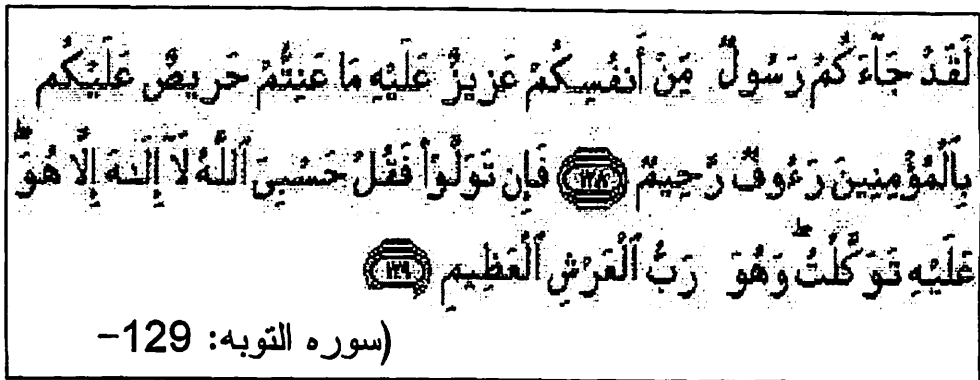 لَقَدْ جَآءَكُمْ رَسُولٌ مِّنْ أَنفُسِكُمْ عَزِيزٌ عَلَيْهِ مَا عَنِتُّمْ حَرِيصٌ عَلَيْكُم
بِٱلْمُؤْمِنِينَ رَءُوفٌ رَّحِيمٌ ١٢٨ فَإِن تَوَلَّوْا۟ فَقُلْ حَسْبِىَ ٱللَّهُ لَآ إِلَـٰهَ إِلَّا هُوَ ۖ
عَلَيْهِ تَوَكَّلْتُ ۖ وَهُوَ رَبُّ ٱلْعَرْشِ ٱلْعَظِيمِ ١٢٩
(سوره التوبه: 129-